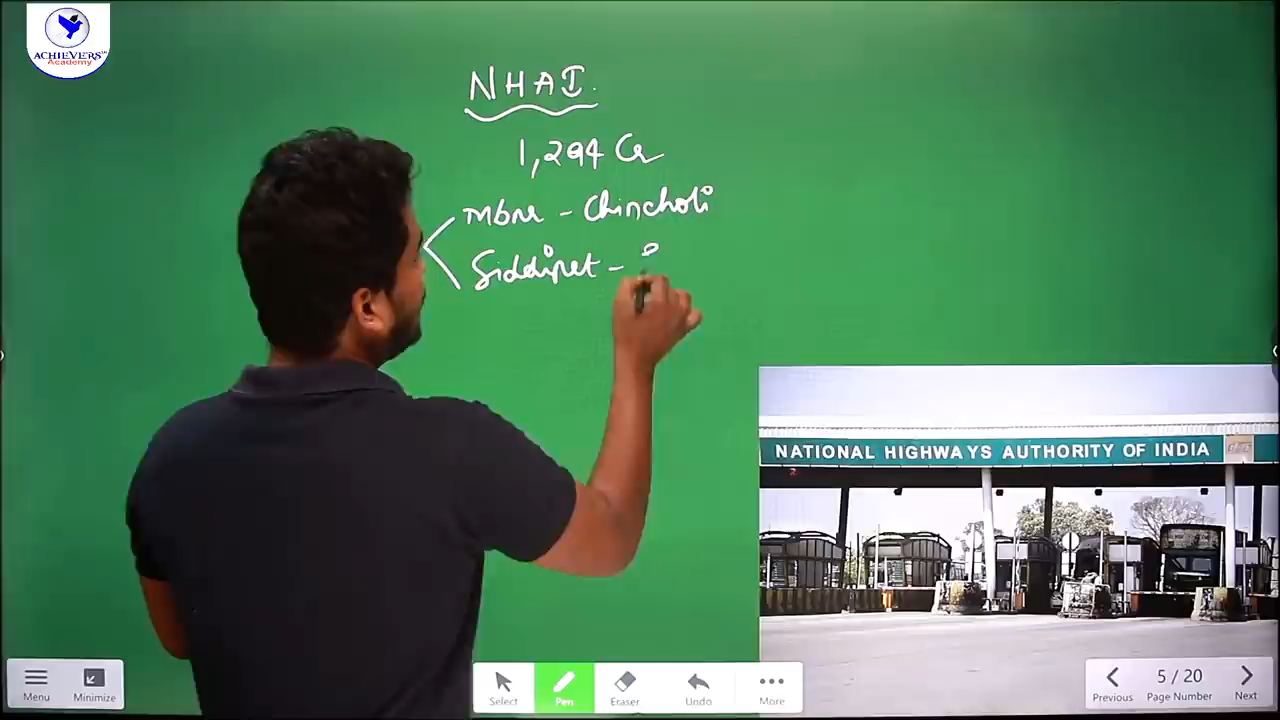 ACHIEVERS
Academy
NHAI.
1,294 Cr
MBNR - Chincholi
Siddipet -
NATIONAL HIGHWAYS AUTHORITY OF INDIA
Menu
Minimize
Select
Pen
Eraser
Undo
More
Previous
5 / 20
Page Number
Next